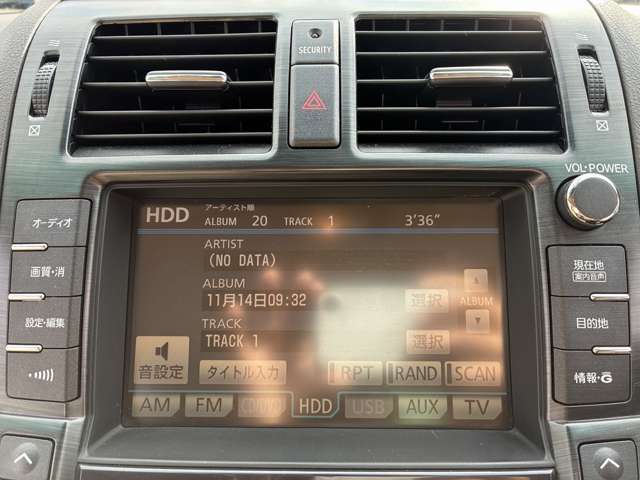 SECURITY
VOL・POWER
オーディオ
画質・消
設定・編集
現在地
案内音声
目的地
情報・G
HDD アーティスト順
ALBUM 20 TRACK 1 3'36"
ARTIST
(NO DATA)
ALBUM
11月14日09:32 選択 ALBUM
TRACK
TRACK 1 選択
音設定 タイトル入力 RPT RAND SCAN
AM FM CD/DVD HDD USB AUX TV